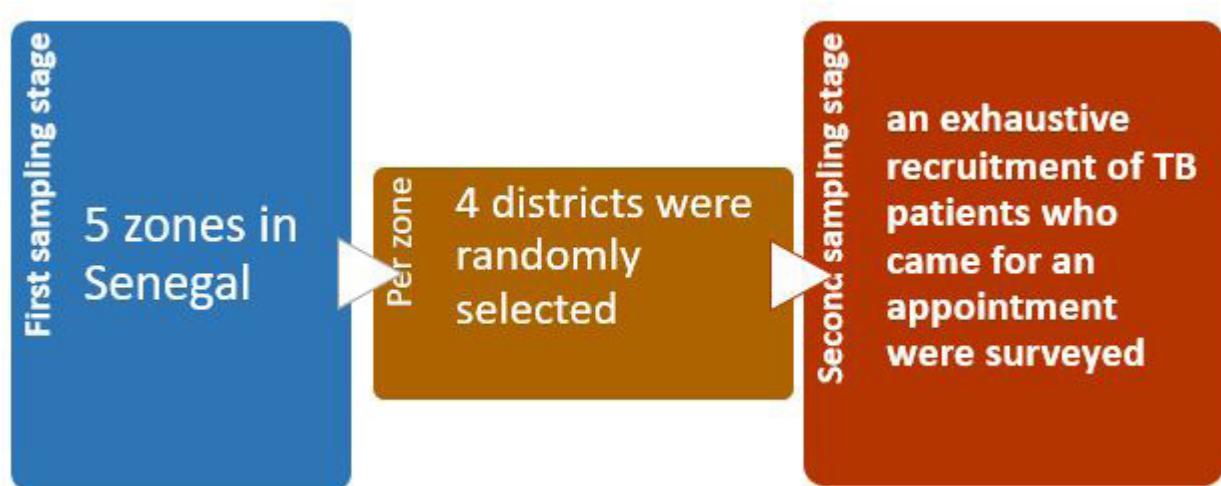 First sampling stage
5 zones in
Senegal
Per zone
4 districts were
randomly
selected
Second sampling stage
an exhaustive
recruitment of TB
patients who
came for an
appointment
were surveyed